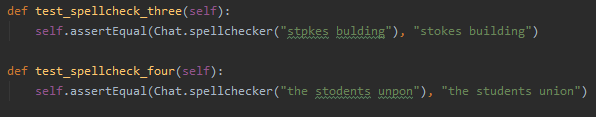 def test_spellcheck_three(self):
    self.assertEqual(Chat.spellchecker("stpkes bulding"), "stokes building")
def test_spellcheck_four(self):
    self.assertEqual(Chat.spellchecker("the stodents unpon"), "the students union")